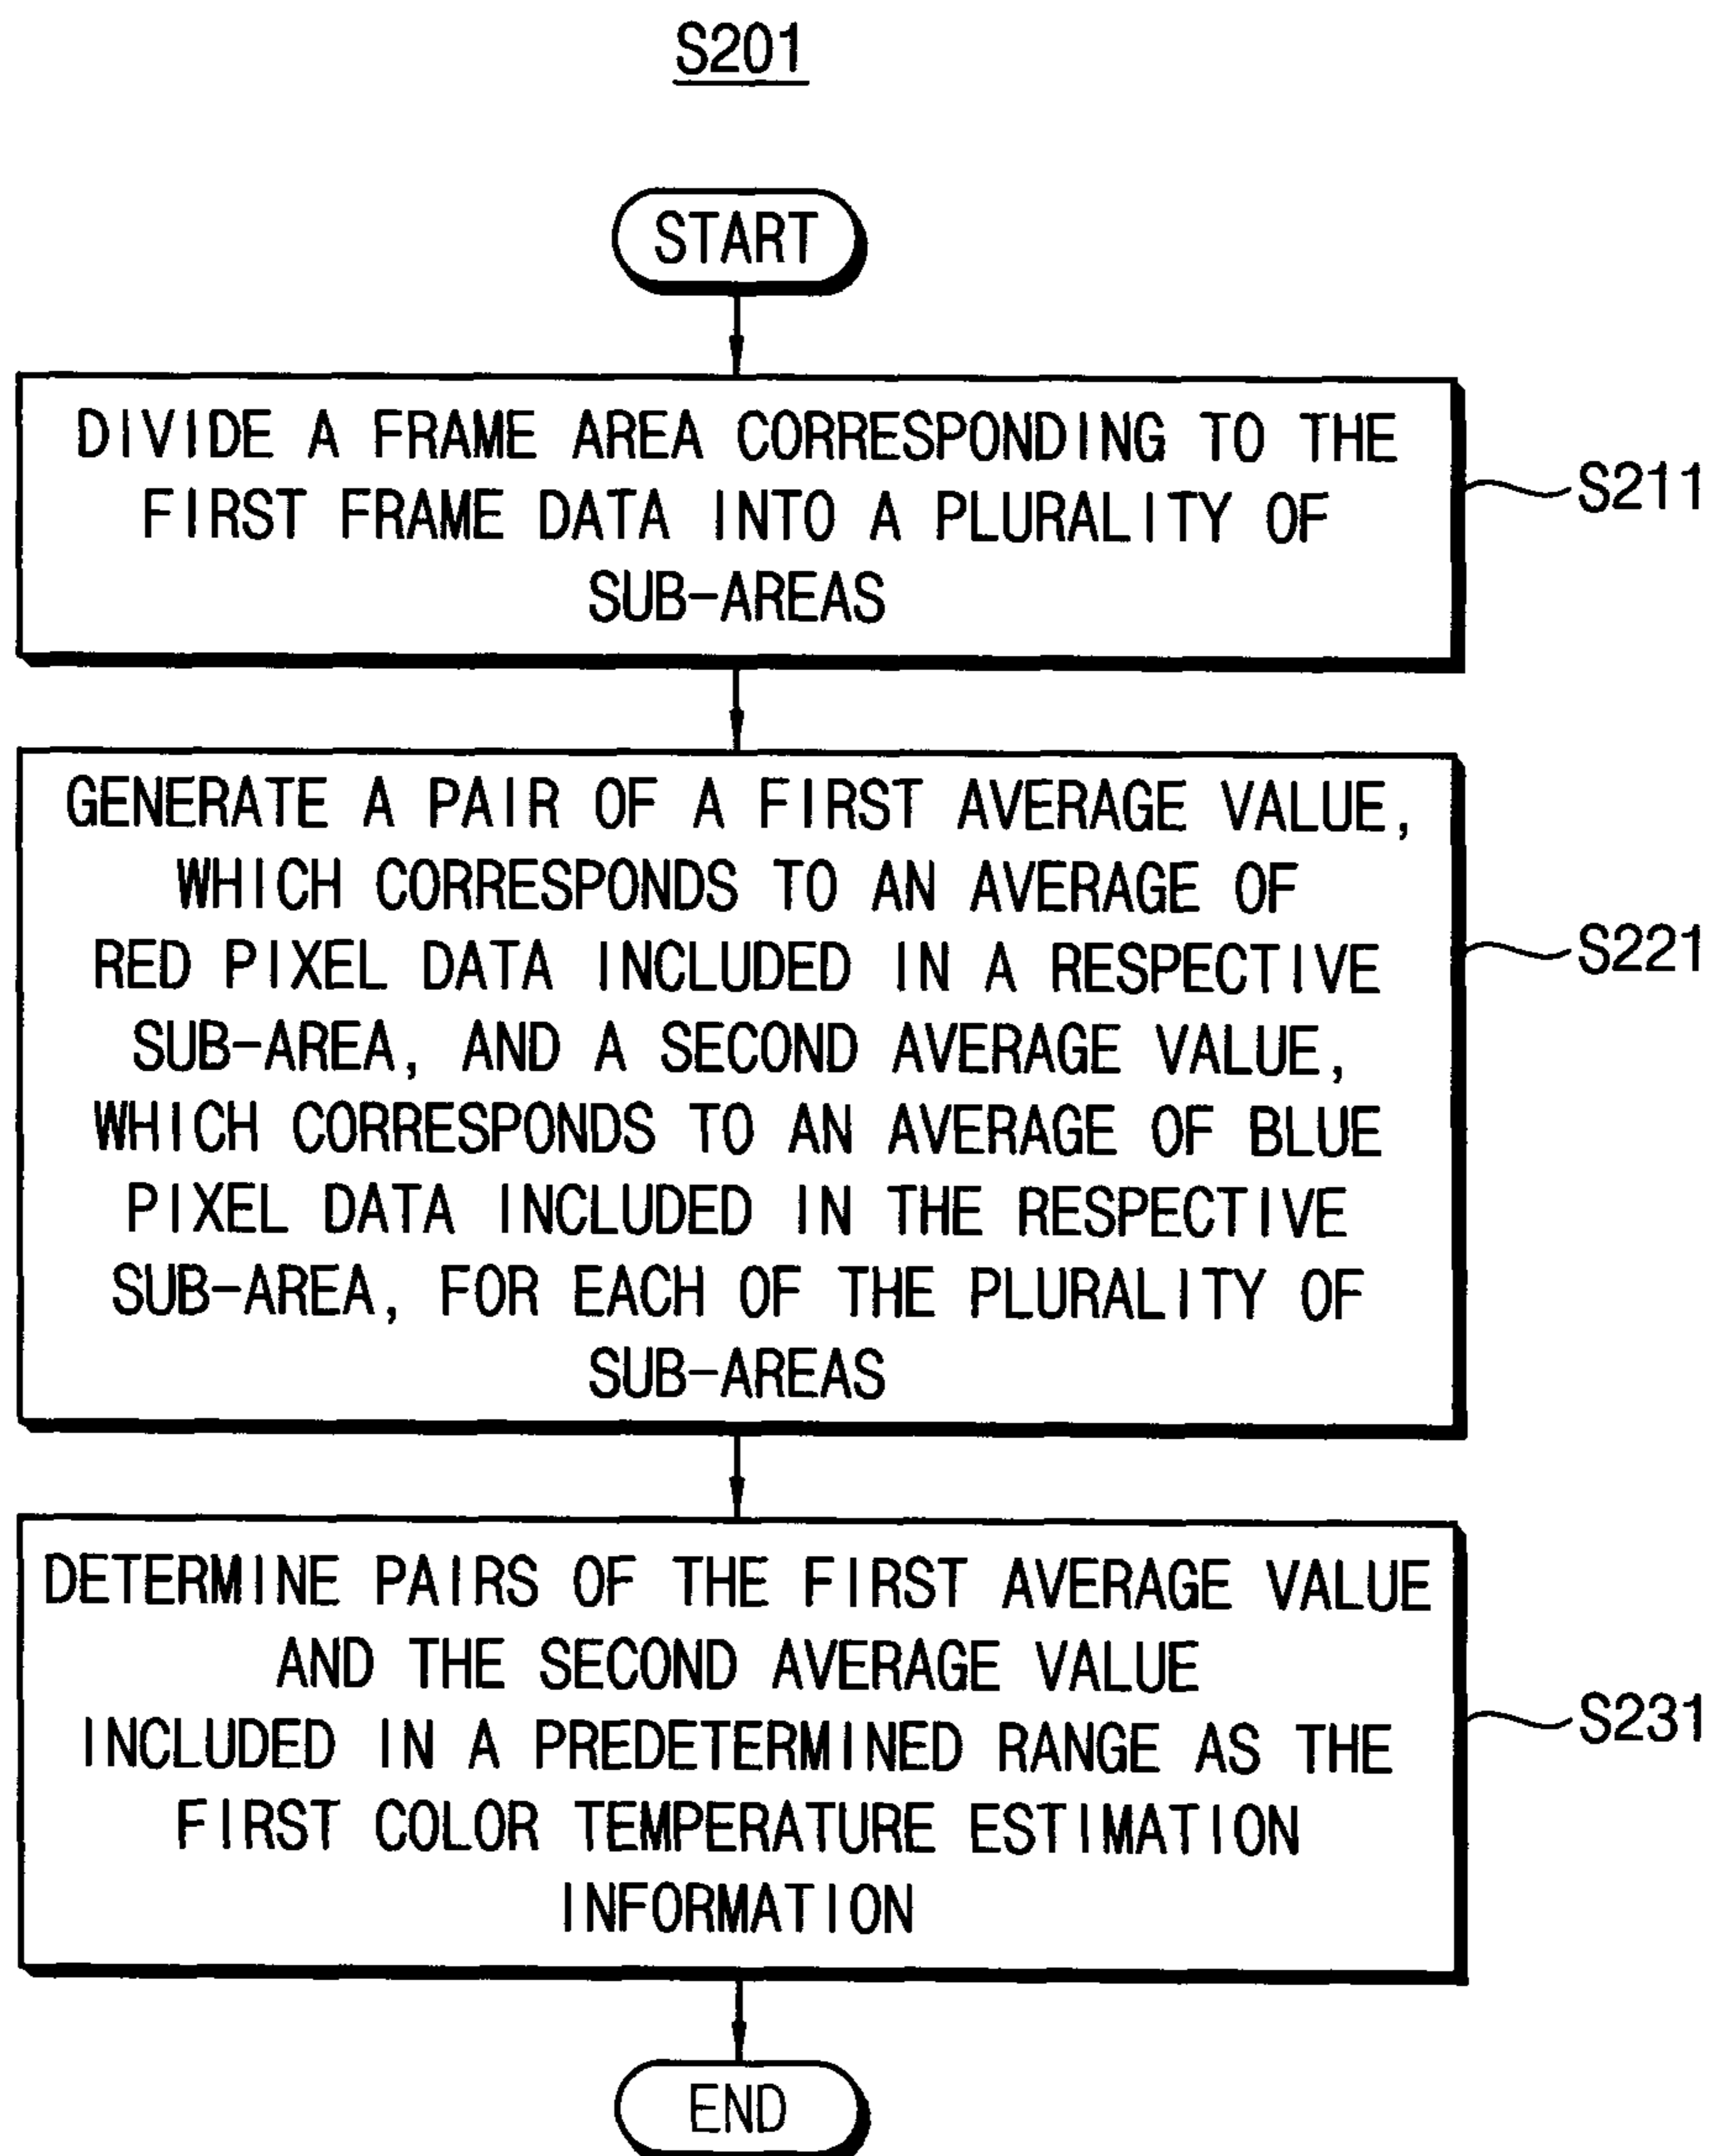 S201
START
DIVIDE A FRAME AREA CORRESPONDING TO THE
FIRST FRAME DATA INTO A PLURALITY OF
SUB-AREAS
S211
GENERATE A PAIR OF A FIRST AVERAGE VALUE,
WHICH CORRESPONDS TO AN AVERAGE OF
RED PIXEL DATA INCLUDED IN A RESPECTIVE
SUB-AREA, AND A SECOND AVERAGE VALUE,
WHICH CORRESPONDS TO AN AVERAGE OF BLUE
PIXEL DATA INCLUDED IN THE RESPECTIVE
SUB-AREA, FOR EACH OF THE PLURALITY OF
SUB-AREAS
S221
DETERMINE PAIRS OF THE FIRST AVERAGE VALUE
AND THE SECOND AVERAGE VALUE
INCLUDED IN A PREDETERMINED RANGE AS THE
FIRST COLOR TEMPERATURE ESTIMATION
INFORMATION
S231
END